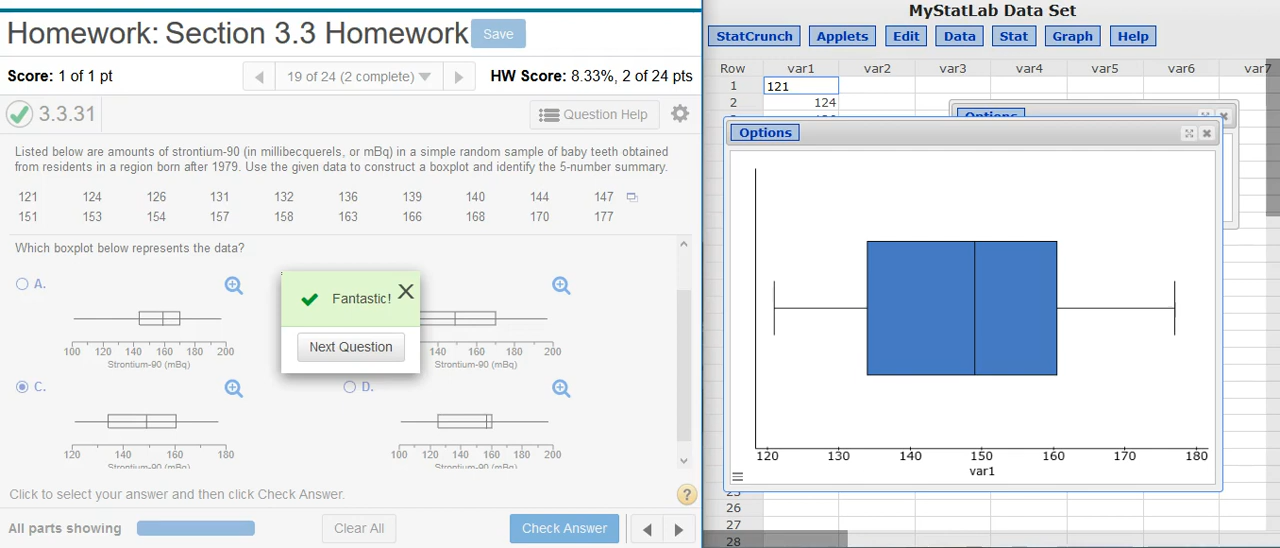 Homework: Section 3.3 Homework
Save
Score: 1 of 1 pt
19 of 24 (2 complete)
HW Score: 8.33%, 2 of 24 pts
3.3.31
Question Help
Listed below are amounts of strontium-90 (in millibecquerels, or mBq) in a simple random sample of baby teeth obtained
from residents in a region born after 1979. Use the given data to construct a boxplot and identify the 5-number summary.
121 124 126 131 132 136 139 140 144 147
151 153 154 157 158 163 166 168 170 177
Which boxplot below represents the data?
A.
100 120 140 160 180 200
Strontium-90 (mBq)
140 160 180 200
Strontium-90 (mBq)
Fantastic!
Next Question
C.
120 140 160 180
Strontium-90 (mBq)
D.
100 120 140 160 180 200
Strontium-90 (mBq)
Click to select your answer and then click Check Answer.
?
All parts showing
Clear All
Check Answer
MyStatLab Data Set
StatCrunch Applets Edit Data Stat Graph Help
Row var1 var2 var3 var4 var5 var6 var7
1 121
2 124
Options
Options
120 130 140 150 160 170 180
var1
26
27
28